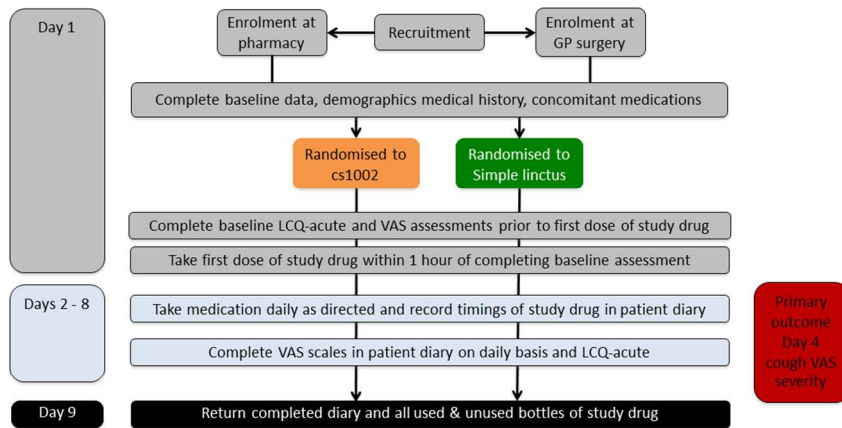 Day 1
Enrolment at
pharmacy
Recruitment
Enrolment at
GP surgery
Complete baseline data, demographics medical history, concomitant medications
Randomised to
cs1002
Randomised to
Simple linctus
Complete baseline LCQ-acute and VAS assessments prior to first dose of study drug
Take first dose of study drug within 1 hour of completing baseline assessment
Days 2 - 8
Take medication daily as directed and record timings of study drug in patient diary
Complete VAS scales in patient diary on daily basis and LCQ-acute
Primary
outcome
Day 4
cough VAS
severity
Day 9
Return completed diary and all used & unused bottles of study drug